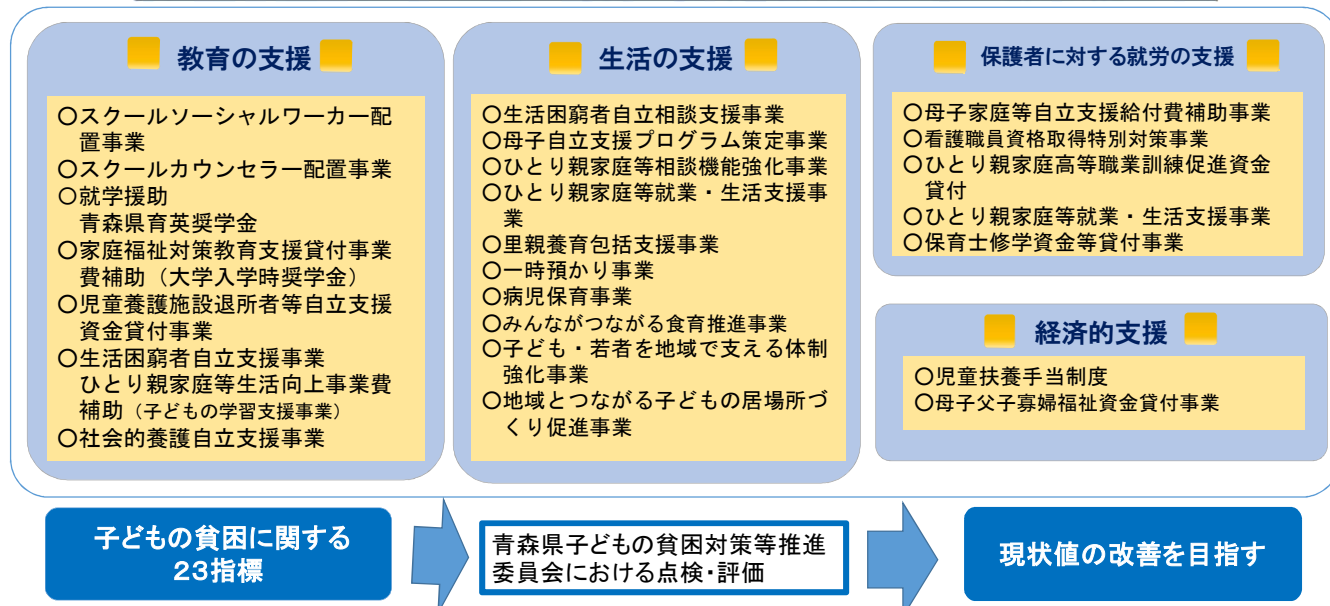 教育の支援
〇スクールソーシャルワーカー配
置事業
〇スクールカウンセラー配置事業
〇就学援助
青森県育英奨学金
〇家庭福祉対策教育支援貸付事業
費補助（大学入学時奨学金）
〇児童養護施設退所者等自立支援
資金貸付事業
〇生活困窮者自立支援事業
ひとり親家庭等生活向上事業費
補助（子どもの学習支援事業）
〇社会的養護自立支援事業
生活の支援
〇生活困窮者自立相談支援事業
〇母子自立支援プログラム策定事業
〇ひとり親家庭等相談機能強化事業
〇ひとり親家庭等就業・生活支援事
業
〇里親養育包括支援事業
〇一時預かり事業
〇病児保育事業
〇みんながつながる食育推進事業
〇子ども・若者を地域で支える体制
強化事業
〇地域とつながる子どもの居場所づ
くり促進事業
保護者に対する就労の支援
〇母子家庭等自立支援給付費補助事業
〇看護職員資格取得特別対策事業
〇ひとり親家庭高等職業訓練促進資金
貸付
〇ひとり親家庭等就業・生活支援事業
〇保育士修学資金等貸付事業
経済的支援
〇児童扶養手当制度
〇母子父子寡婦福祉資金貸付事業
子どもの貧困に関する
23指標
青森県子どもの貧困対策等推進
委員会における点検・評価
現状値の改善を目指す